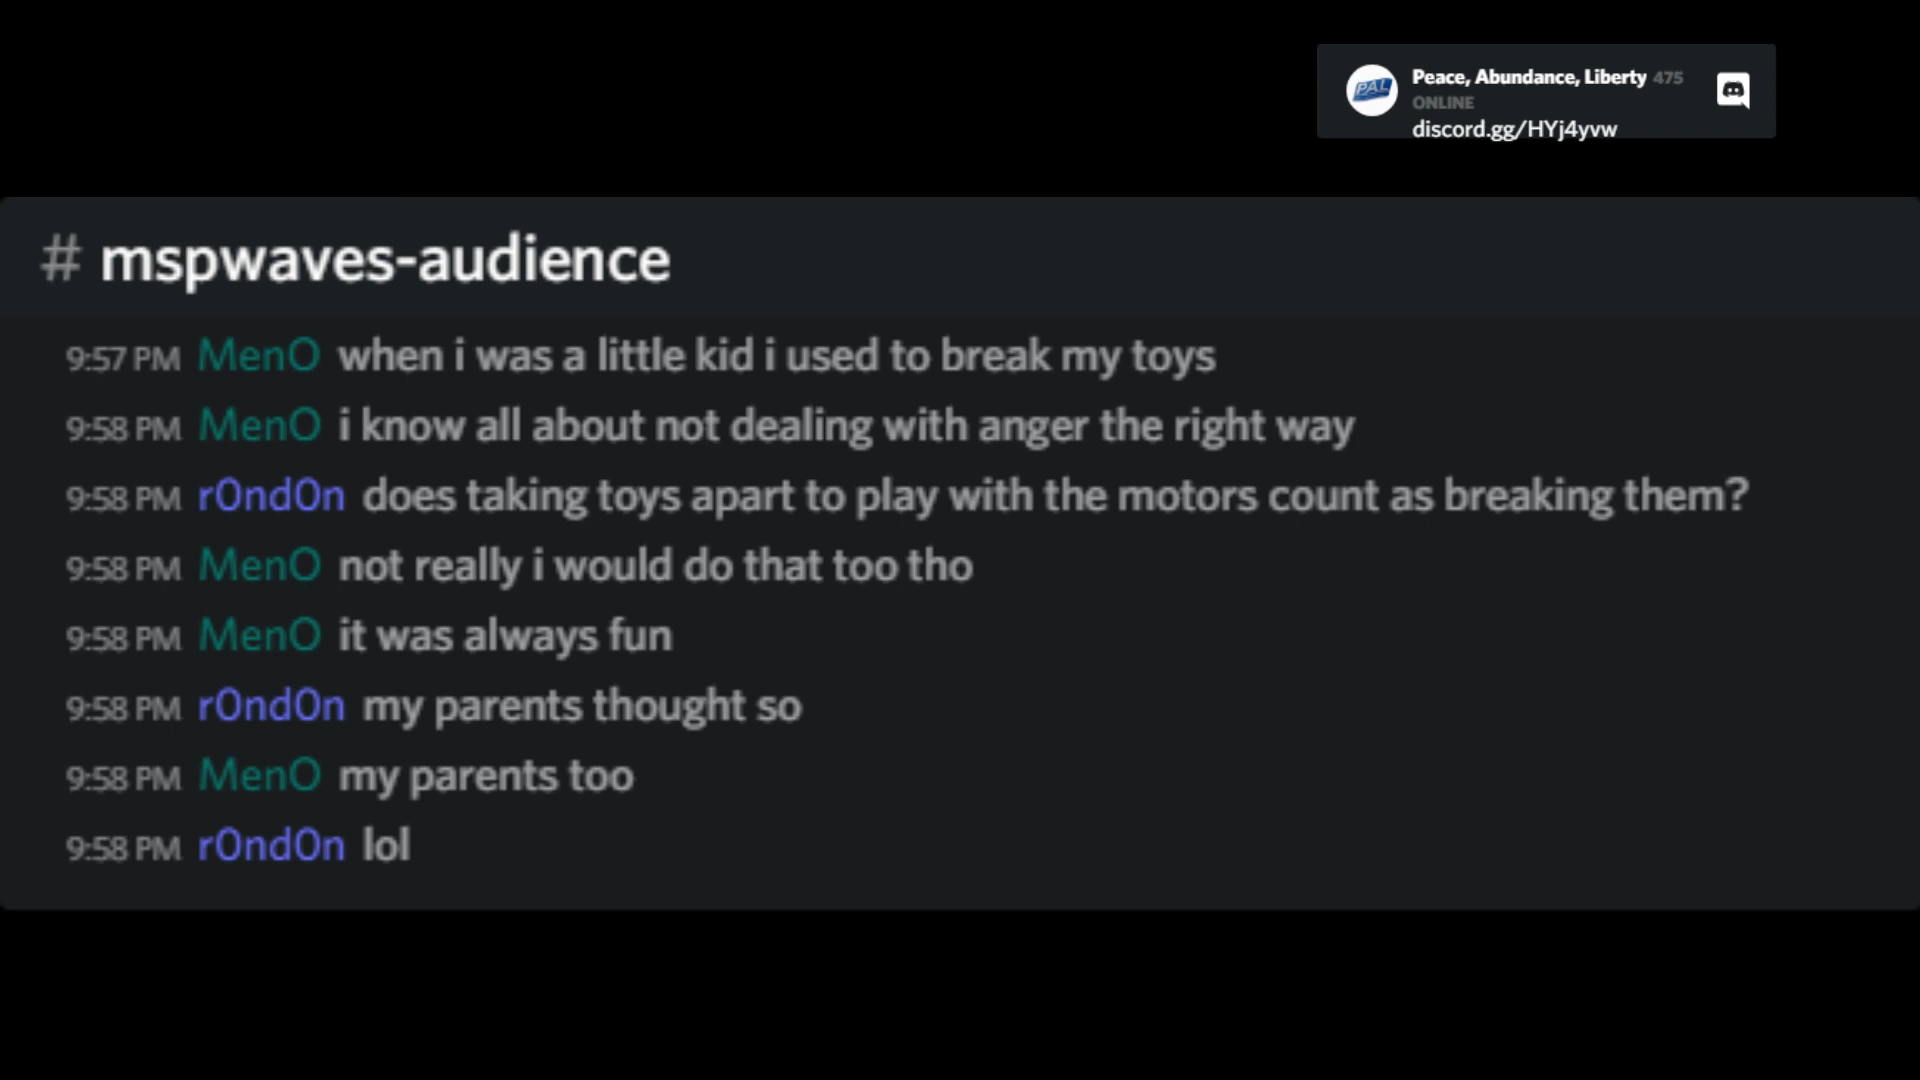 PAL
Peace, Abundance, Liberty 475
ONLINE
discord.gg/HYj4yvw
# mspwaves-audience
9:57 PM MenO when i was a little kid i used to break my toys
9:58 PM MenO i know all about not dealing with anger the right way
9:58 PM r0nd0n does taking toys apart to play with the motors count as breaking them?
9:58 PM MenO not really i would do that too tho
9:58 PM MenO it was always fun
9:58 PM r0nd0n my parents thought so
9:58 PM MenO my parents too
9:58 PM r0nd0n lol